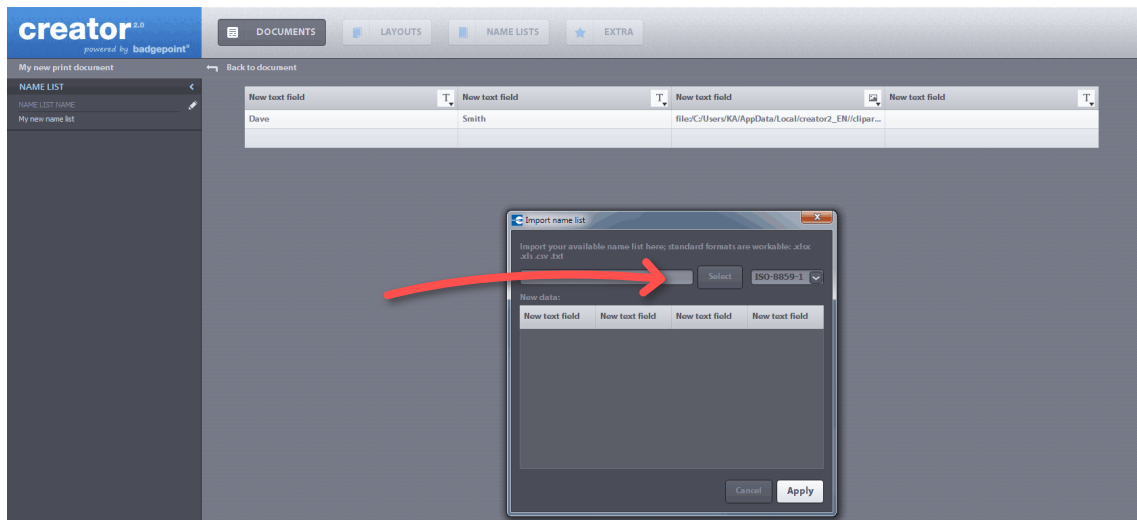 creator 2.0
powered by badgepoint®
DOCUMENTS
LAYOUTS
NAME LISTS
EXTRA
My new print document
Back to document
NAME LIST
NAME LIST NAME
My new name list
New text field T New text field T New text field New text field T
Dave Smith file:/C:/Users/KA/AppData/Local/creator2_EN//clipar...
Import name list
Import your available name list here; standard formats are workable: .xlsx
.xls .csv .txt
Select ISO-8859-1
New data:
New text field New text field New text field New text field
Cancel Apply